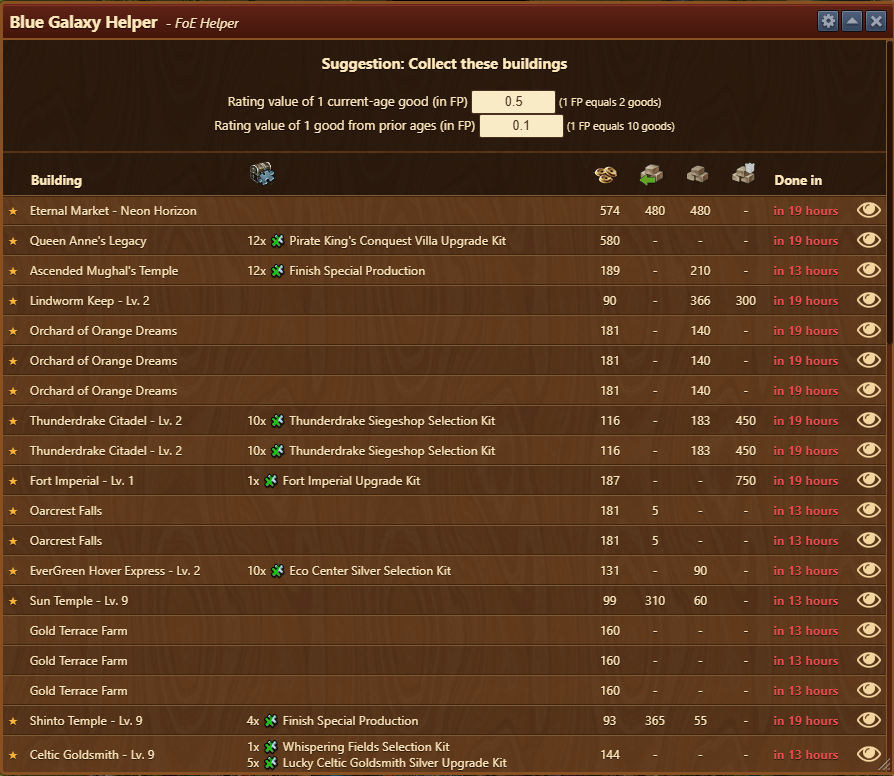 Blue Galaxy Helper - FoE Helper
Suggestion: Collect these buildings
Rating value of 1 current-age good (in FP) 0.5 (1 FP equals 2 goods)
Rating value of 1 good from prior ages (in FP) 0.1 (1 FP equals 10 goods)
Building Done in
Eternal Market - Neon Horizon 574 480 480 - in 19 hours
Queen Anne's Legacy 12x Pirate King's Conquest Villa Upgrade Kit 580 - - - in 19 hours
Ascended Mughal's Temple 12x Finish Special Production 189 - 210 - in 13 hours
Lindworm Keep - Lv. 2 90 - 366 300 in 19 hours
Orchard of Orange Dreams 181 - 140 - in 19 hours
Orchard of Orange Dreams 181 - 140 - in 19 hours
Orchard of Orange Dreams 181 - 140 - in 19 hours
Thunderdrake Citadel - Lv. 2 10x Thunderdrake Siegeshop Selection Kit 116 - 183 450 in 19 hours
Thunderdrake Citadel - Lv. 2 10x Thunderdrake Siegeshop Selection Kit 116 - 183 450 in 19 hours
Fort Imperial - Lv. 1 1x Fort Imperial Upgrade Kit 187 - - 750 in 19 hours
Oarcrest Falls 181 5 - - in 13 hours
Oarcrest Falls 181 5 - - in 13 hours
EverGreen Hover Express - Lv. 2 10x Eco Center Silver Selection Kit 131 - 90 - in 13 hours
Sun Temple - Lv. 9 99 310 60 - in 13 hours
Gold Terrace Farm 160 - - - in 13 hours
Gold Terrace Farm 160 - - - in 13 hours
Gold Terrace Farm 160 - - - in 13 hours
Shinto Temple - Lv. 9 4x Finish Special Production 93 365 55 - in 19 hours
Celtic Goldsmith - Lv. 9 1x Whispering Fields Selection Kit 144 - - - in 13 hours
5x Lucky Celtic Goldsmith Silver Upgrade Kit